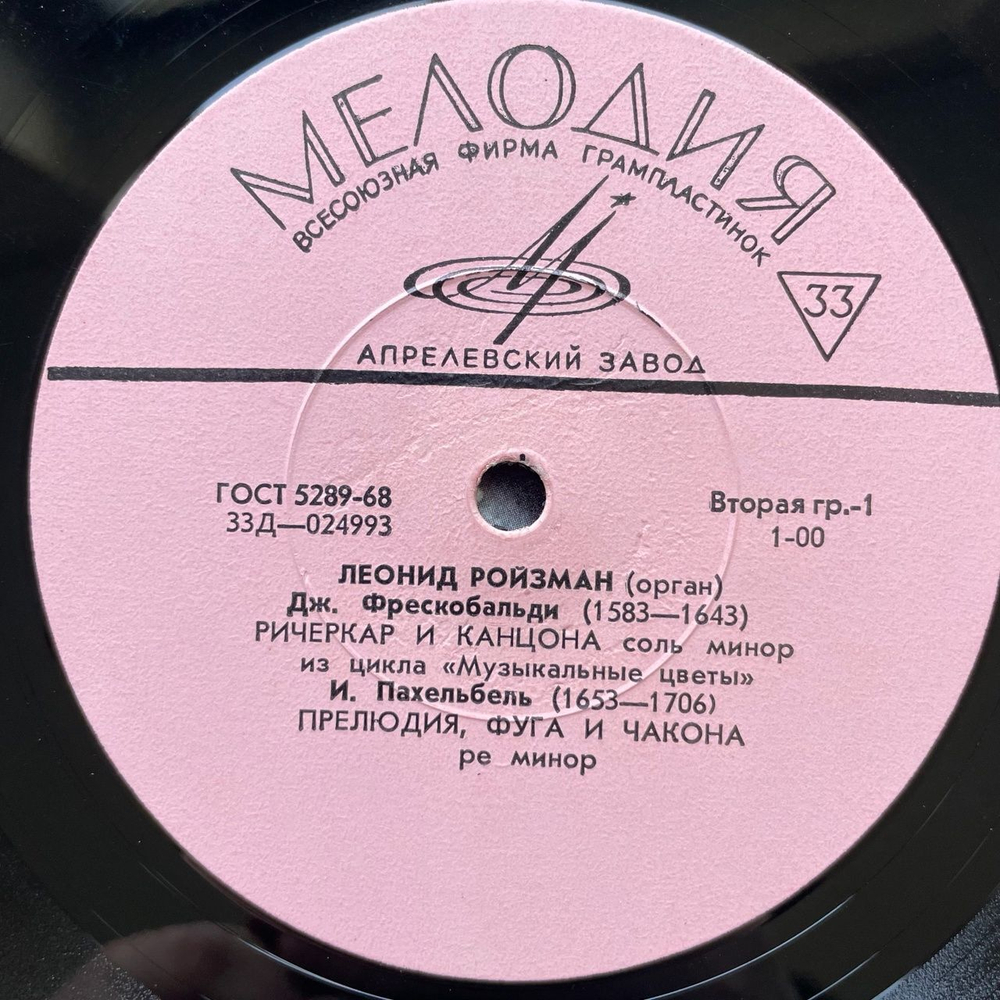 МЕЛОДИЯ
ВСЕСОЮЗНАЯ ФИРМА ГРАМПЛАСТИНОК
33
АПРЕЛЕВСКИЙ ЗАВОД
ГОСТ 5289-68
33Д—024993
Вторая гр.-1
1-00
ЛЕОНИД РОЙЗМАН (орган)
Дж. Фрескобальди (1583—1643)
РИЧЕРКАР И КАНЦОНА соль минор
из цикла «Музыкальные цветы»
И. Пахельбель (1653—1706)
ПРЕЛЮДИЯ, ФУГА И ЧАКОНА
ре минор